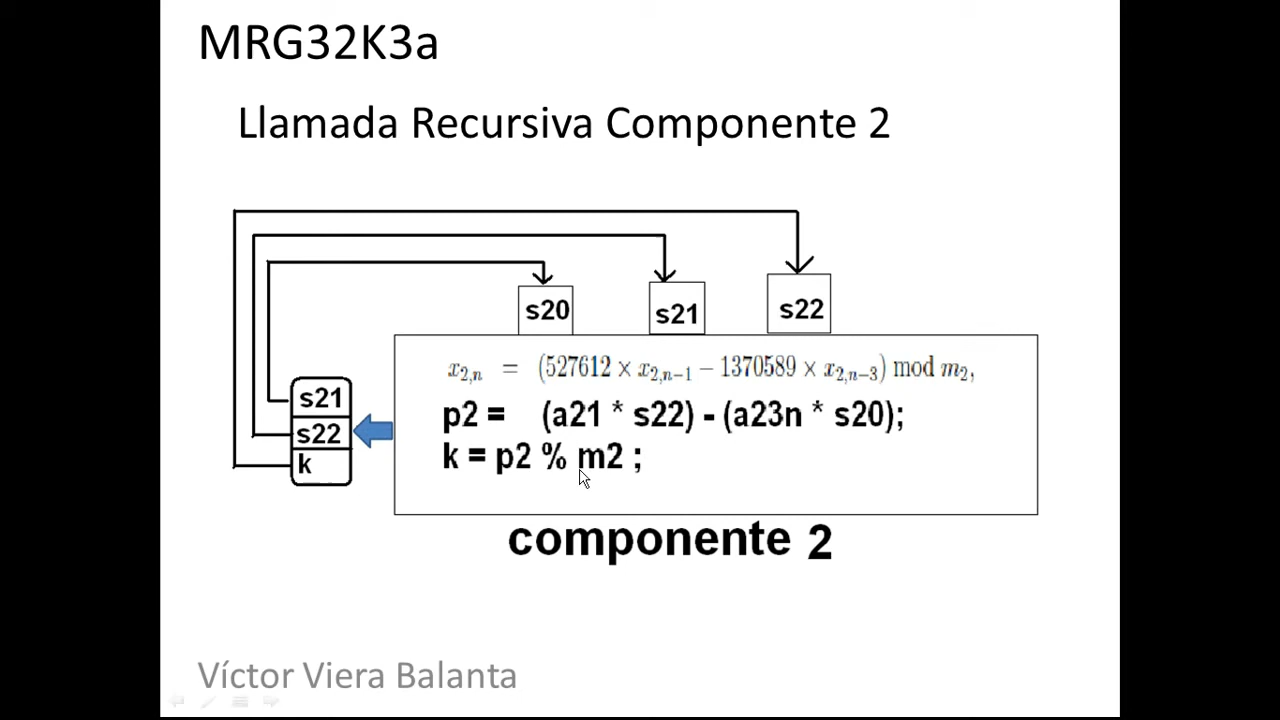 MRG32K3a
Llamada Recursiva Componente 2
s20 s21 s22
x₂,ₙ = (527612 × x₂,ₙ₋₁ − 1370589 × x₂,ₙ₋₃) mod m₂,
p2 = (a21 * s22) - (a23n * s20);
k = p2 % m2 ;
s21
s22
k
componente 2
Víctor Viera Balanta